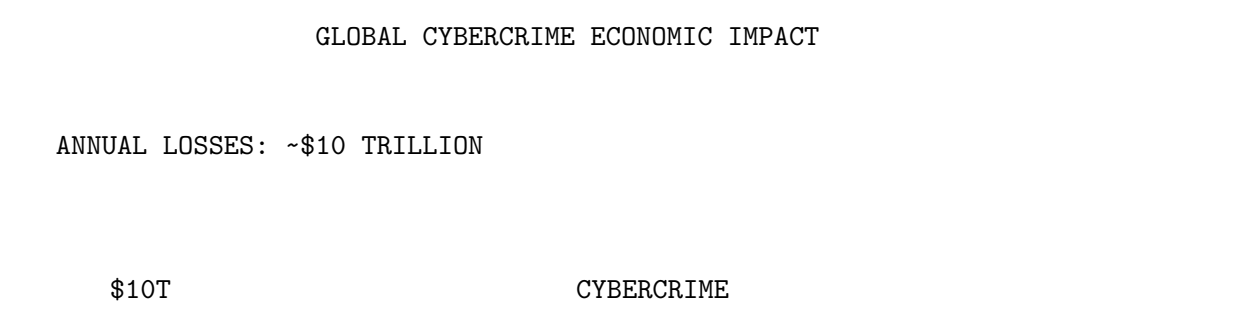 GLOBAL CYBERCRIME ECONOMIC IMPACT
ANNUAL LOSSES: ~$10 TRILLION
$10T CYBERCRIME